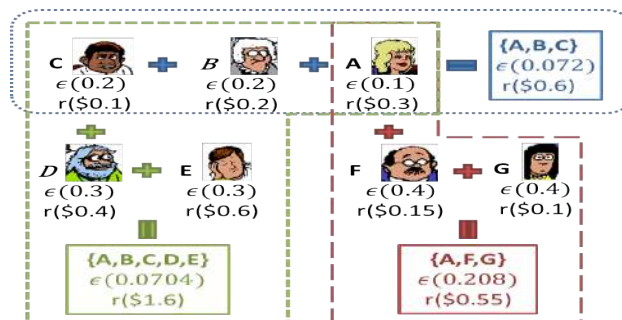 C + B + A = {A,B,C}
ϵ(0.2) ϵ(0.2) ϵ(0.1) ϵ(0.072)
r($0.1) r($0.2) r($0.3) r($0.6)
+ +
D + E F + G
ϵ(0.3) ϵ(0.3) ϵ(0.4) ϵ(0.4)
r($0.4) r($0.6) r($0.15) r($0.1)
= =
{A,B,C,D,E} {A,F,G}
ϵ(0.0704) ϵ(0.208)
r($1.6) r($0.55)